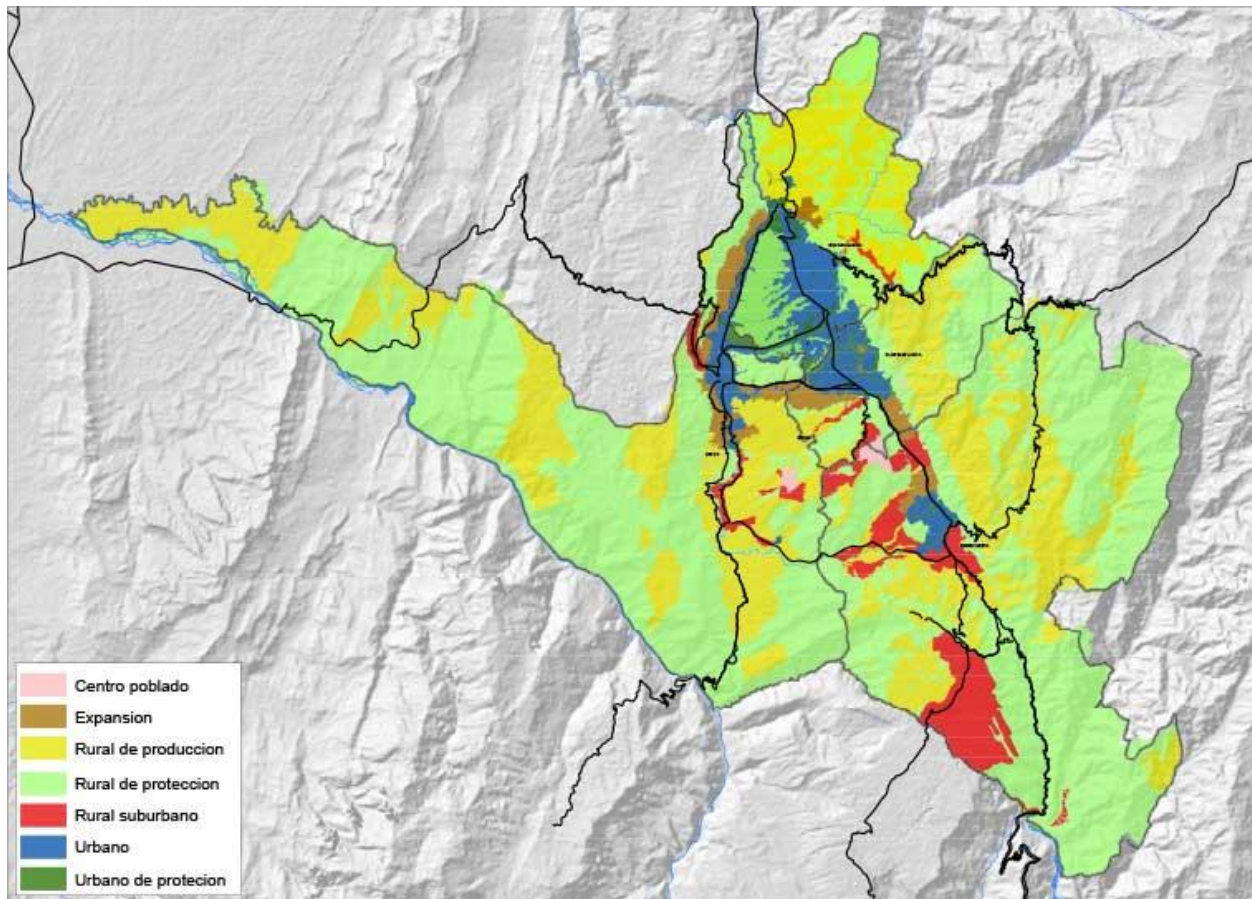 Centro poblado
Expansion
Rural de produccion
Rural de proteccion
Rural suburbano
Urbano
Urbano de protecion